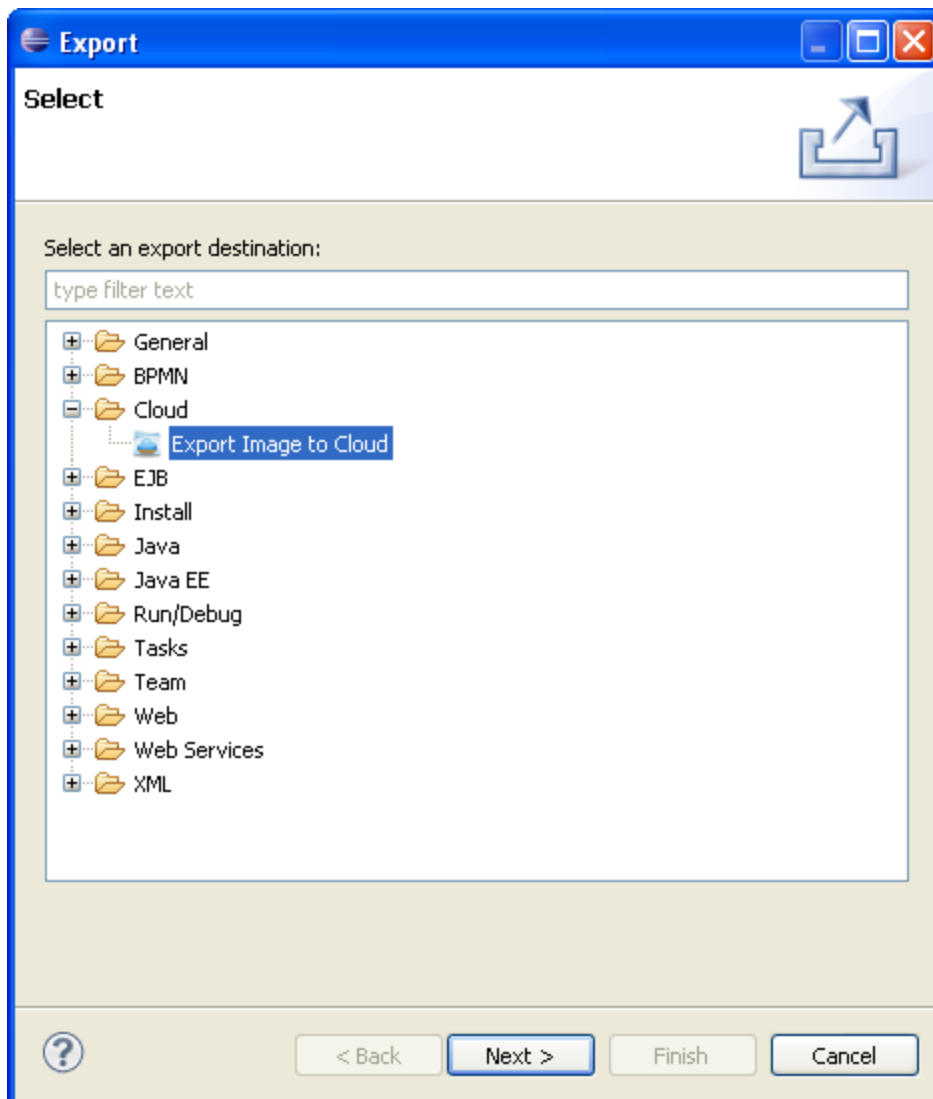 Export
Select
Select an export destination:
type filter text
General
BPMN
Cloud
Export Image to Cloud
EJB
Install
Java
Java EE
Run/Debug
Tasks
Team
Web
Web Services
XML
? < Back Next > Finish Cancel